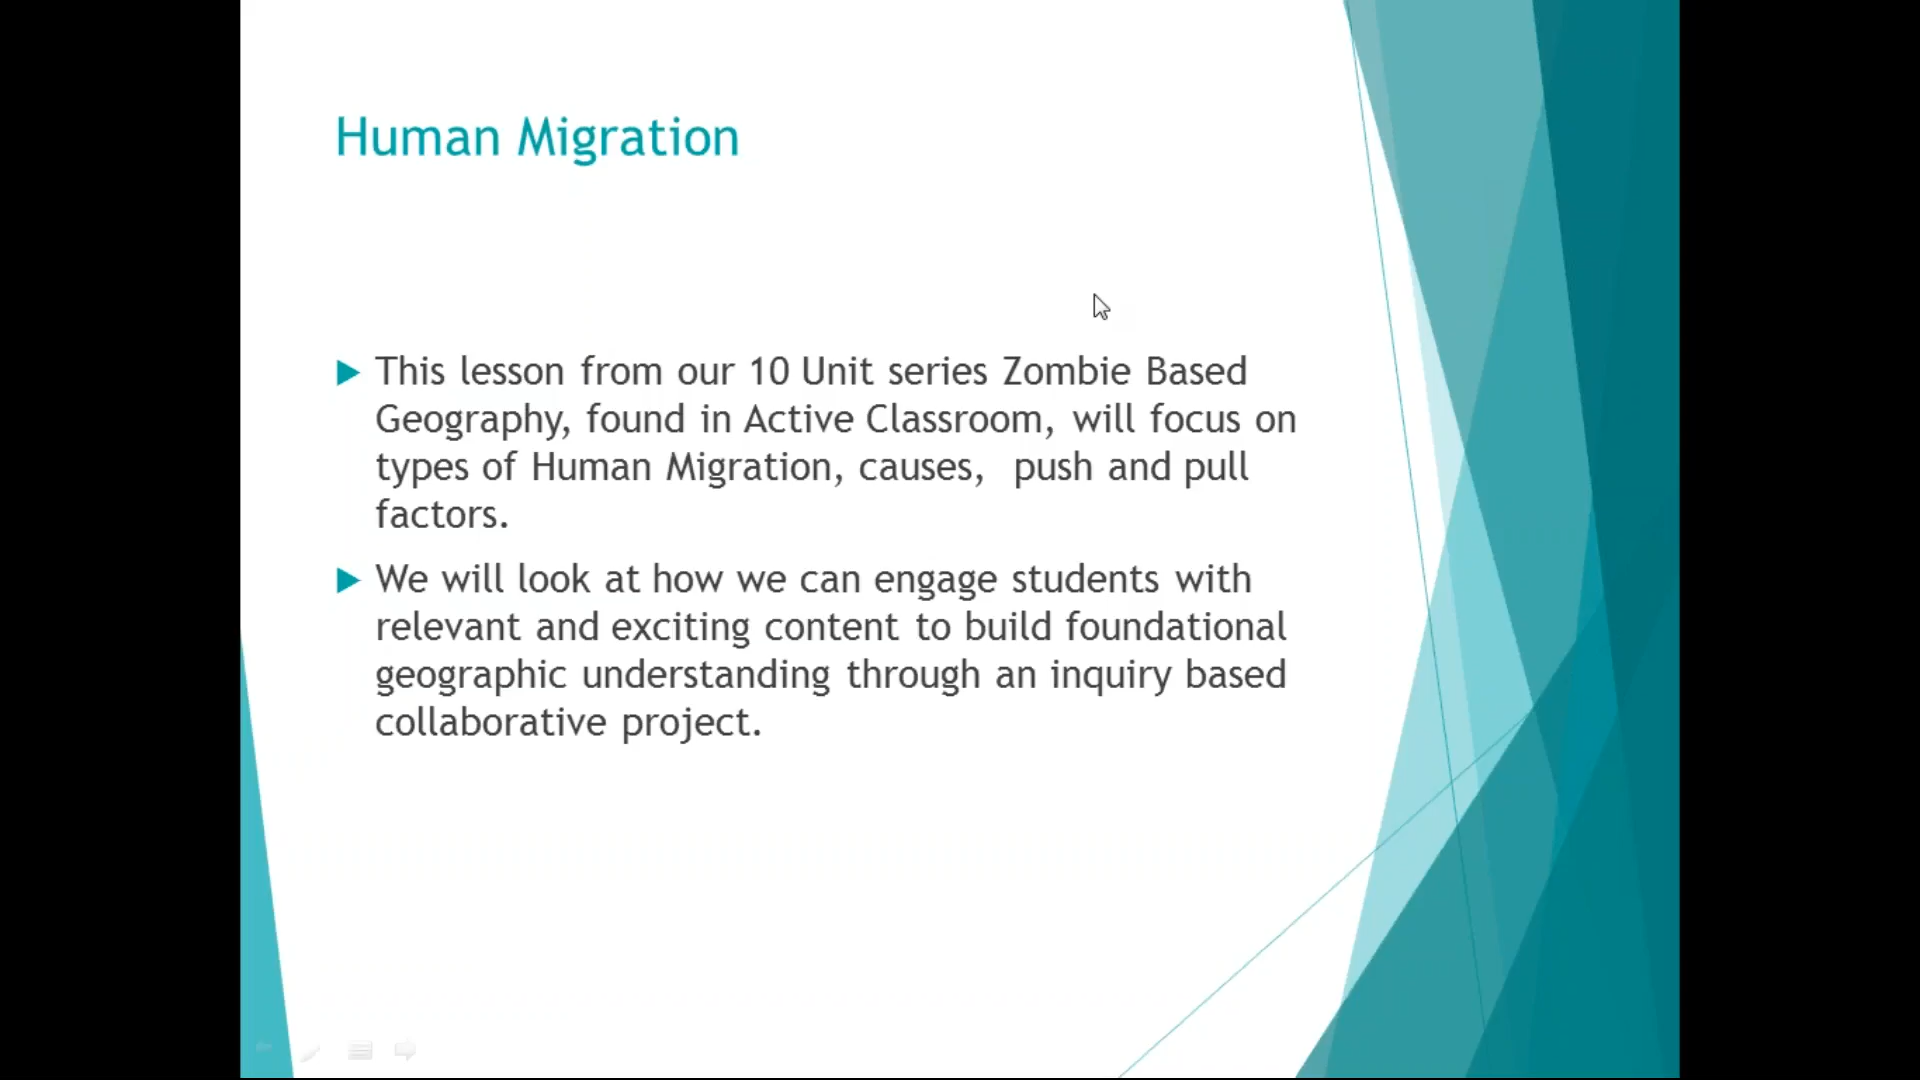 Human Migration
This lesson from our 10 Unit series Zombie Based
Geography, found in Active Classroom, will focus on
types of Human Migration, causes,  push and pull
factors.
We will look at how we can engage students with
relevant and exciting content to build foundational
geographic understanding through an inquiry based
collaborative project.